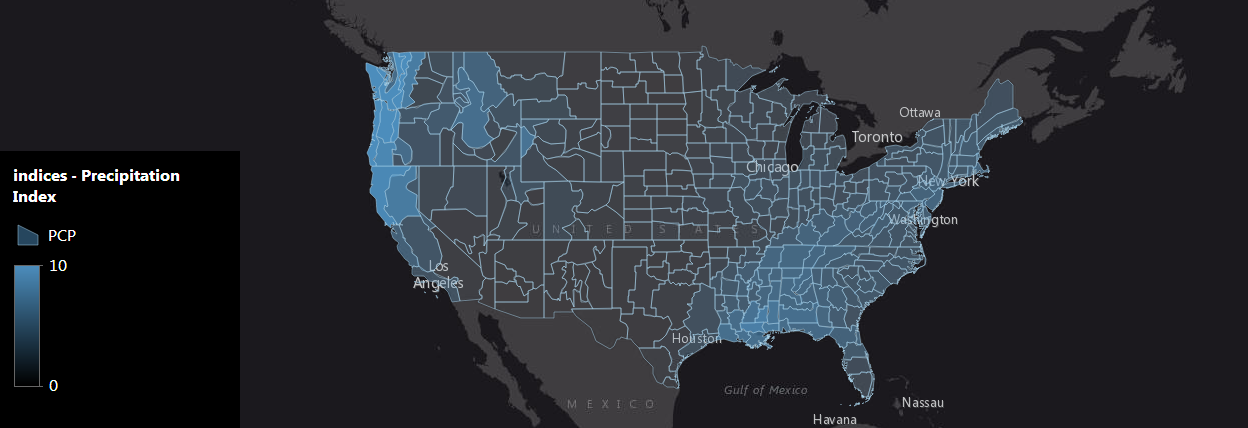 Ottawa
Toronto
Chicago
indices - Precipitation
Index
New York
Washington
PCP
UNITED STATES
10
Los
Angeles
Houston
0
Gulf of Mexico
MEXICO
Nassau
Havana